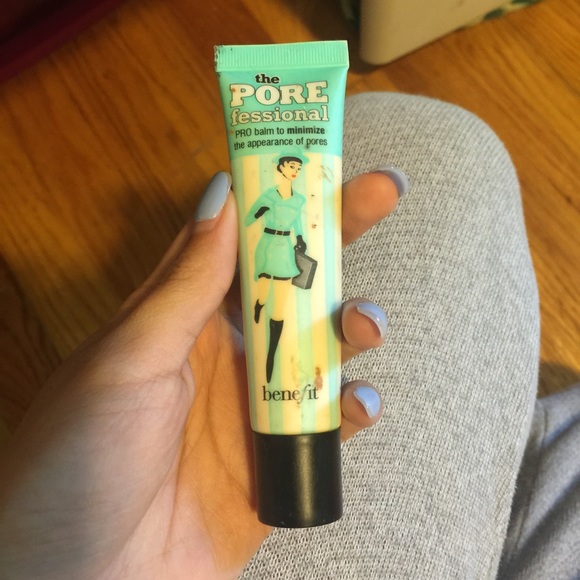 the
PORE
fessional
PRO balm to minimize
the appearance of pores
benefit